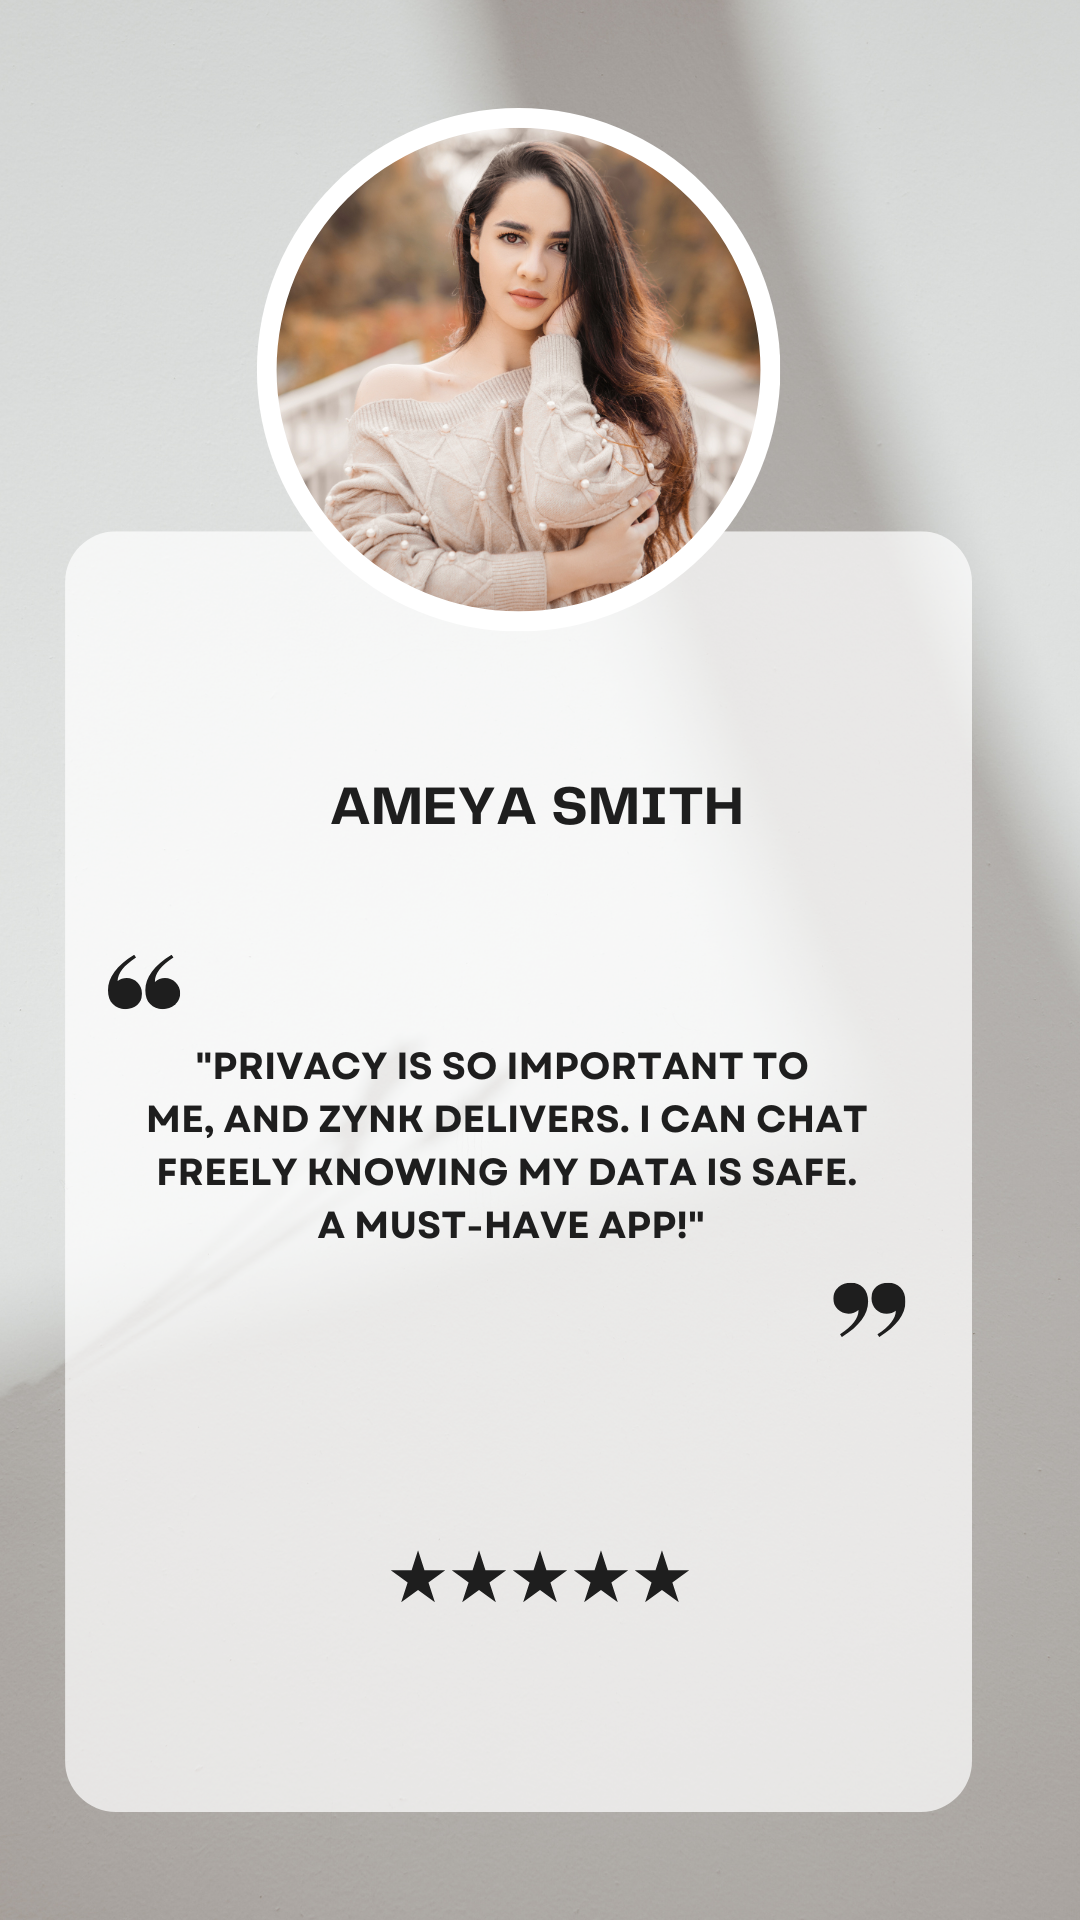 AMEYA SMITH
“
"PRIVACY IS SO IMPORTANT TO
ME, AND ZYNK DELIVERS. I CAN CHAT
FREELY KNOWING MY DATA IS SAFE.
A MUST-HAVE APP!"
”
★★★★★